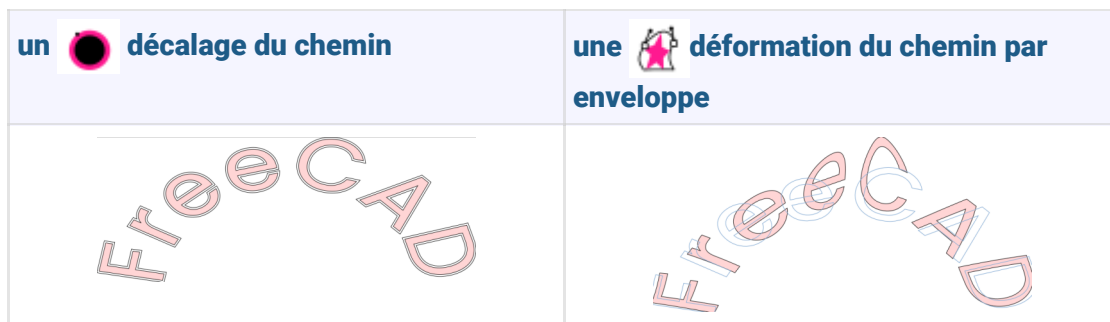 un décalage du chemin
une déformation du chemin par
enveloppe
FreeCAD
FreeCAD